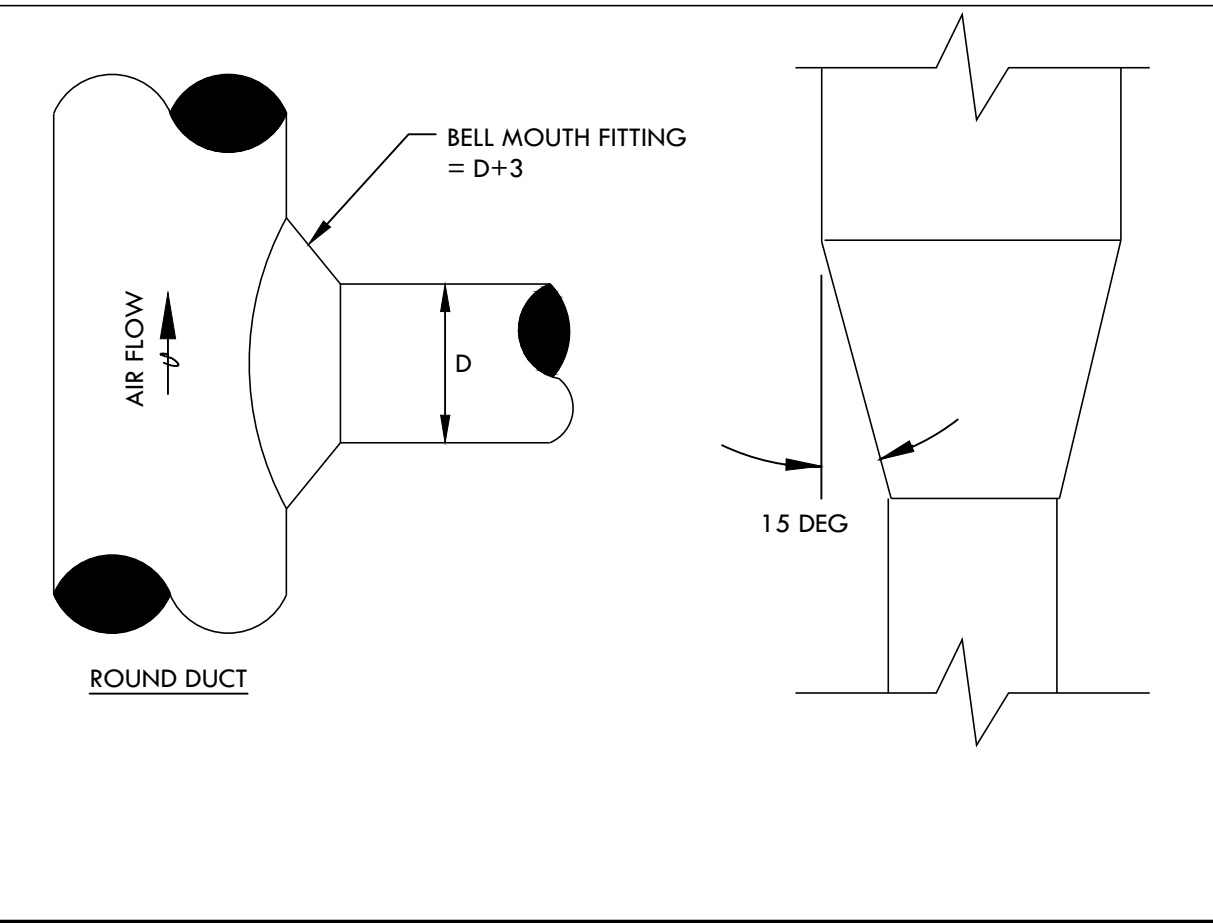 BELL MOUTH FITTING
= D+3
AIR FLOW
D
15 DEG
ROUND DUCT